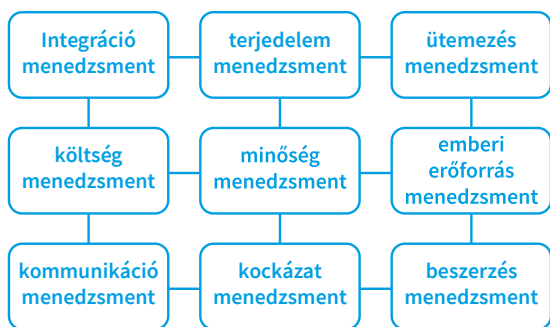 Integráció
menedzsment
terjedelem
menedzsment
ütemezés
menedzsment
költség
menedzsment
minőség
menedzsment
emberi
erőforrás
menedzsment
kommunikáció
menedzsment
kockázat
menedzsment
beszerzés
menedzsment